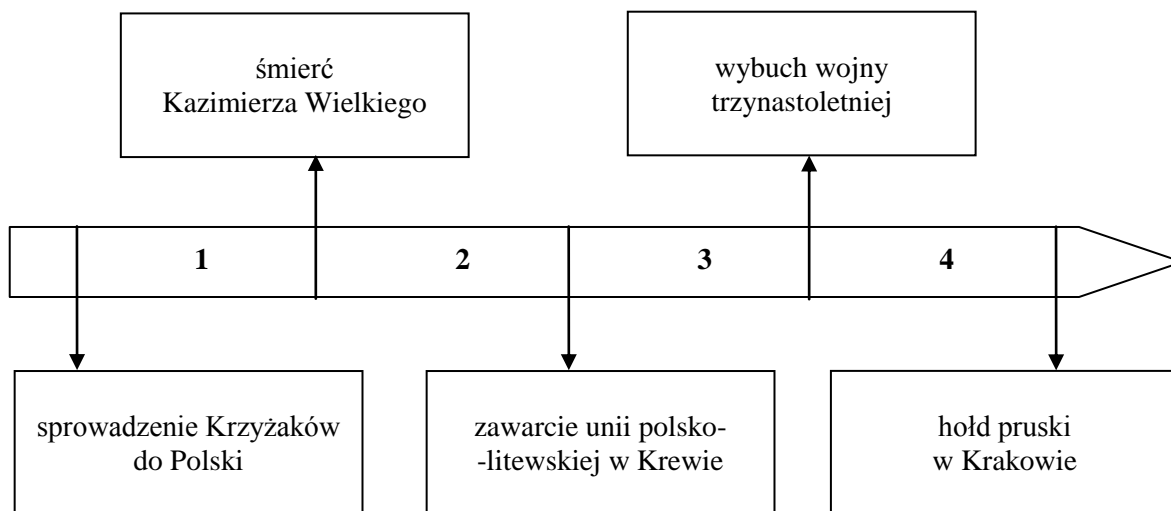 śmierć
Kazimierza Wielkiego
wybuch wojny
trzynastoletniej
1
2
3
4
sprowadzenie Krzyżaków
do Polski
zawarcie unii polsko-
-litewskiej w Krewie
hołd pruski
w Krakowie